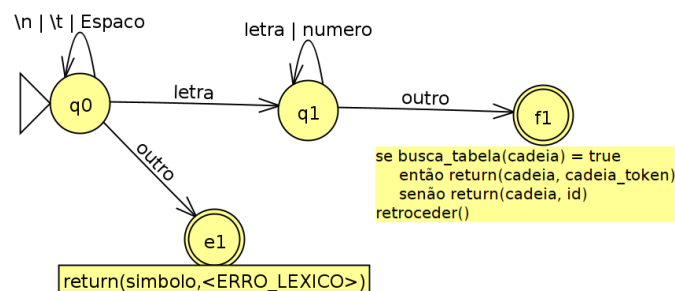 \n | \t | Espaco
letra | numero
q0
letra
q1
outro
f1
outro
se busca_tabela(cadeia) = true
então return(cadeia, cadeia_token)
senão return(cadeia, id)
retroceder()
e1
return(simbolo,<ERRO_LEXICO>)